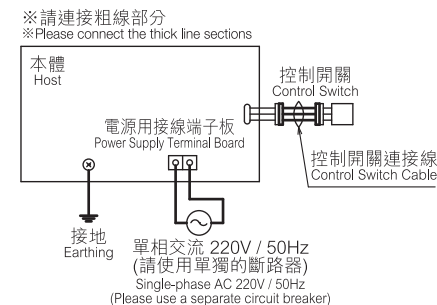 ※請連接粗線部分
※Please connect the thick line sections
本體
Host
控制開關
Control Switch
電源用接線端子板
Power Supply Terminal Board
控制開關連接線
Control Switch Cable
接地
Earthing
單相交流 220V / 50Hz
(請使用單獨的斷路器)
Single-phase AC 220V / 50Hz
(Please use a separate circuit breaker)